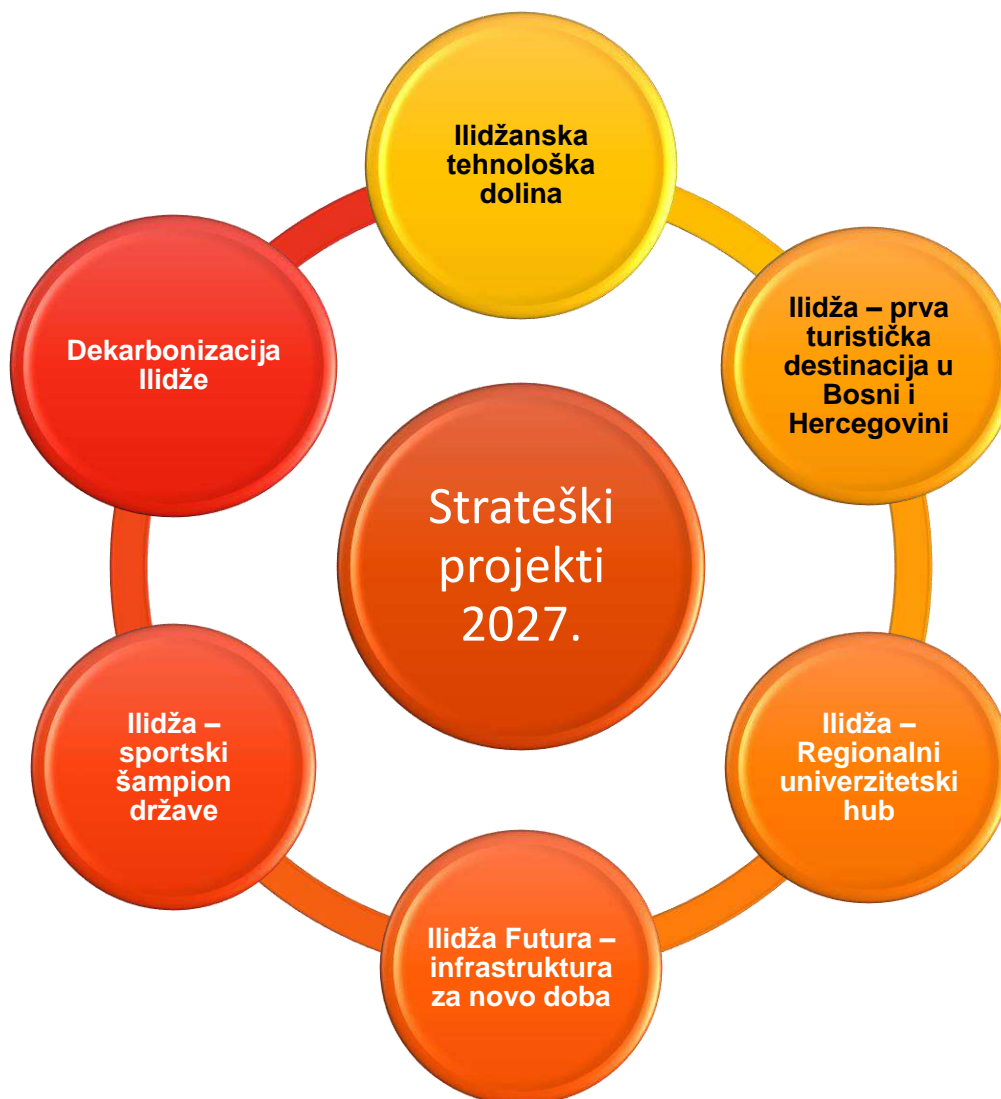 Ilidžanska
tehnološka
dolina
Ilidža – prva
turistička
destinacija u
Bosni i
Hercegovini
Ilidža –
Regionalni
univerzitetski
hub
Ilidža Futura –
infrastruktura
za novo doba
Ilidža –
sportski
šampion
države
Dekarbonizacija
Ilidže
Strateški
projekti
2027.